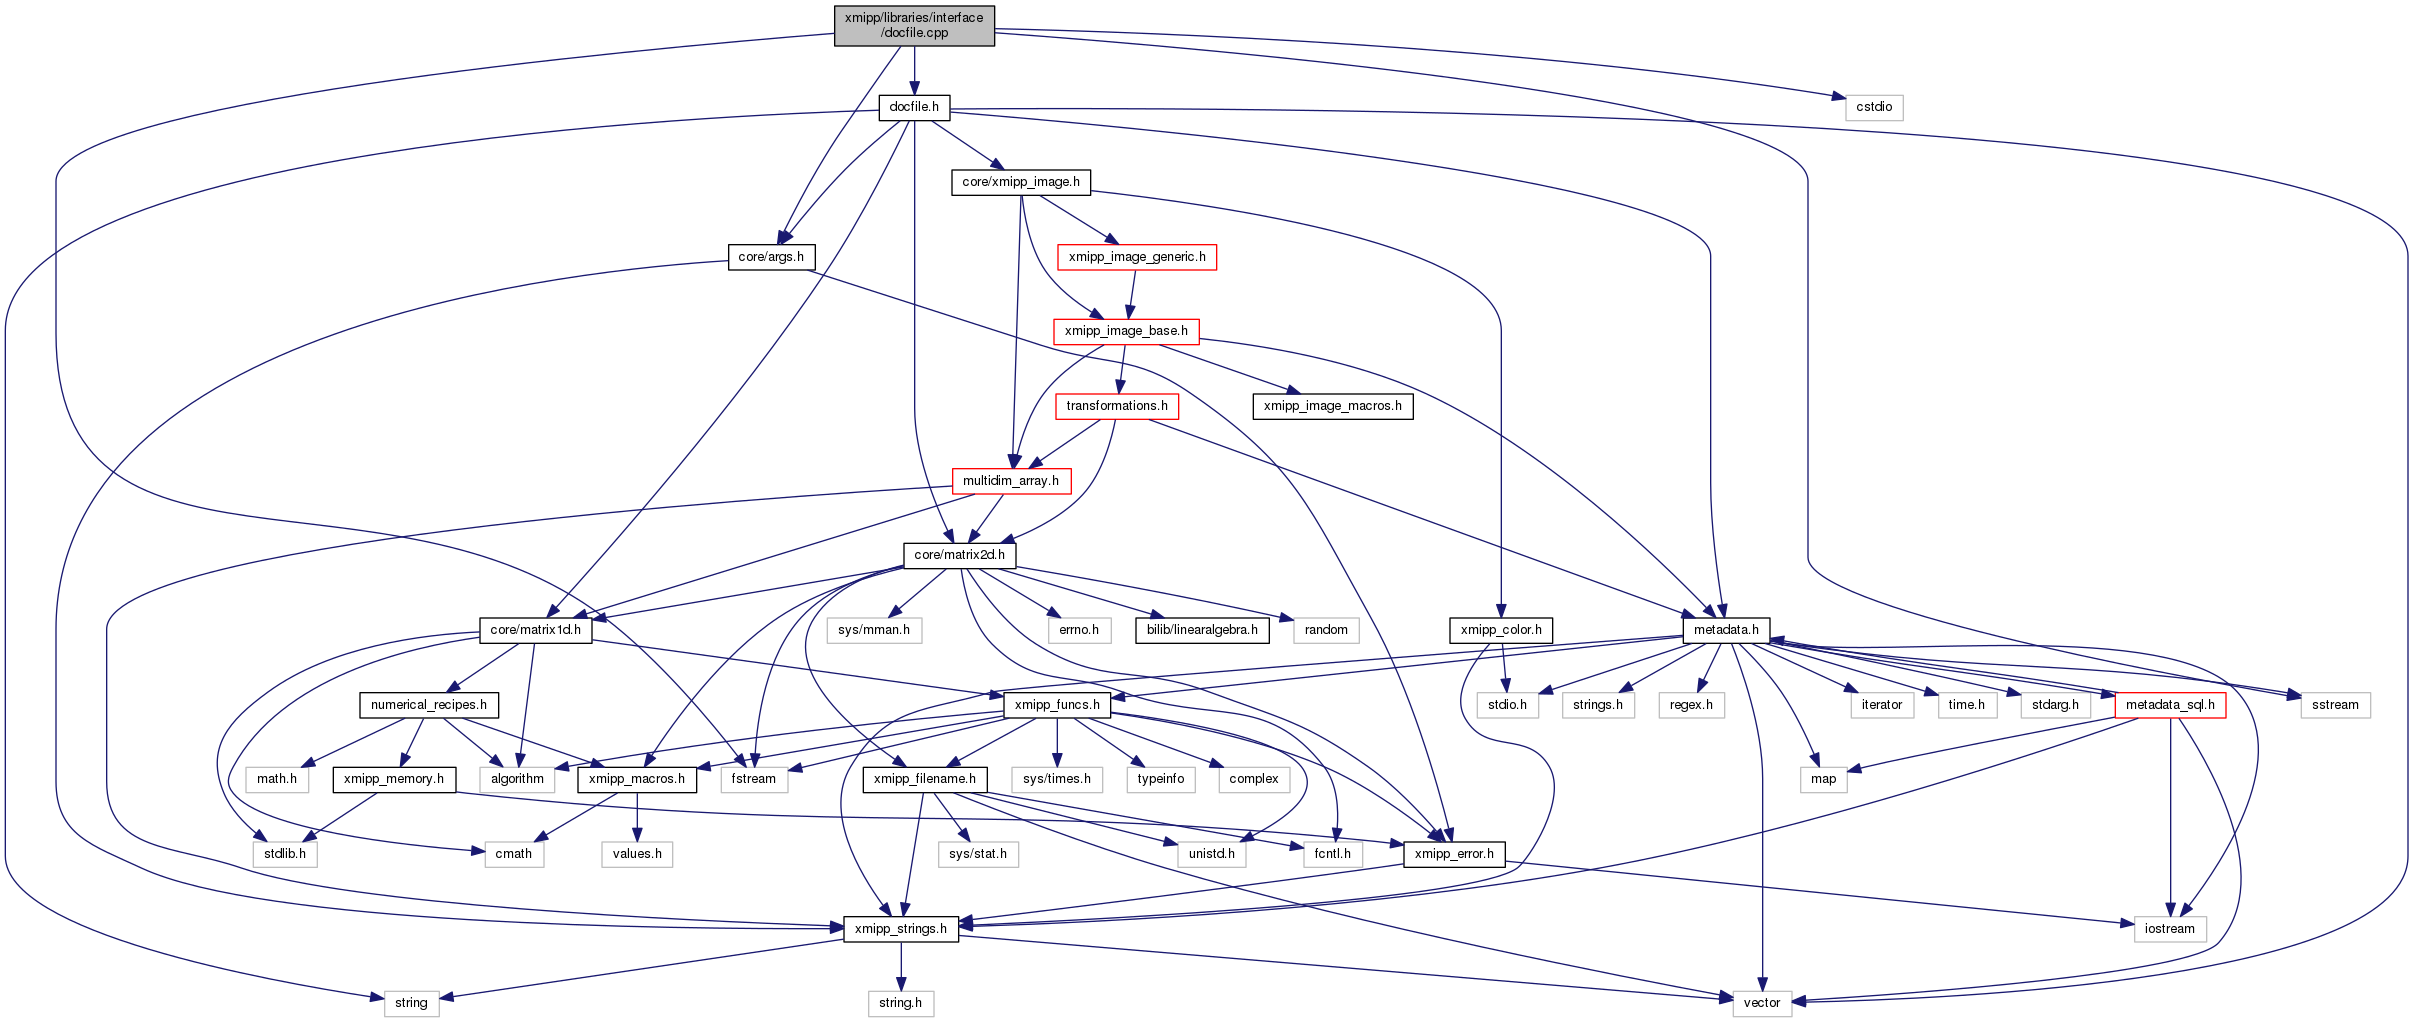 xmipp/libraries/interface
/docfile.cpp
docfile.h
cstdio
core/xmipp_image.h
core/args.h
xmipp_image_generic.h
xmipp_image_base.h
transformations.h
xmipp_image_macros.h
multidim_array.h
core/matrix2d.h
core/matrix1d.h
sys/mman.h
errno.h
bilib/linearalgebra.h
random
xmipp_color.h
metadata.h
numerical_recipes.h
xmipp_funcs.h
stdio.h
strings.h
regex.h
iterator
time.h
stdarg.h
metadata_sql.h
sstream
math.h
xmipp_memory.h
algorithm
xmipp_macros.h
fstream
xmipp_filename.h
sys/times.h
typeinfo
complex
map
stdlib.h
cmath
values.h
sys/stat.h
unistd.h
fcntl.h
xmipp_error.h
xmipp_strings.h
iostream
string
string.h
vector